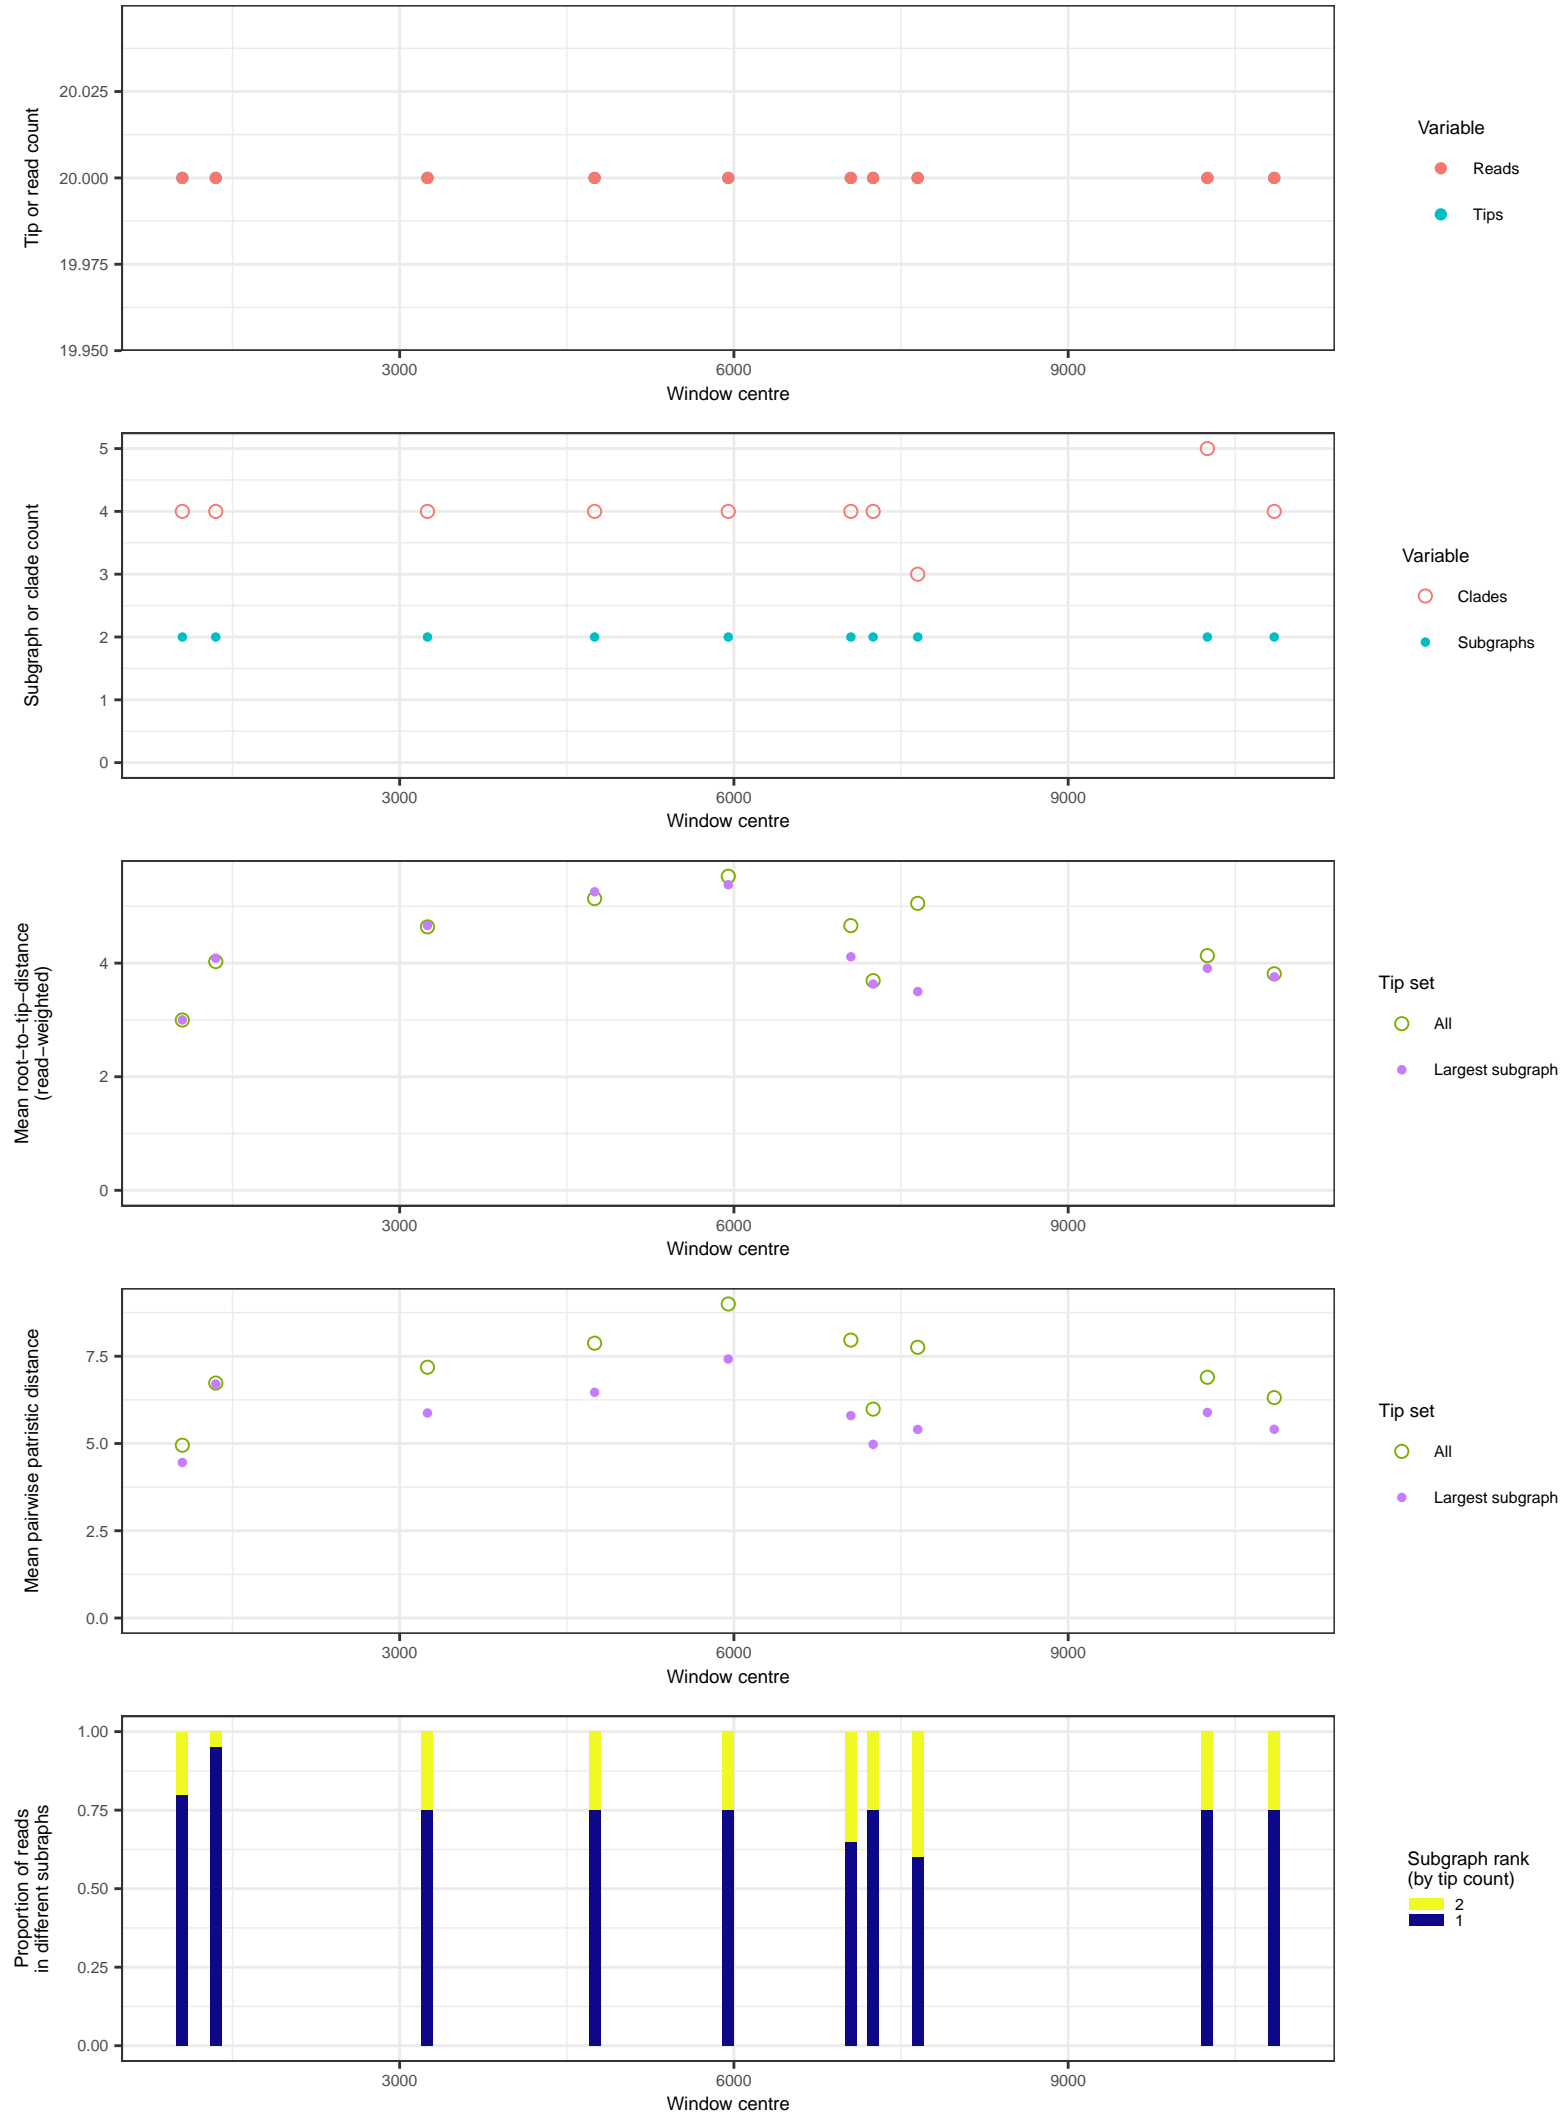 Tip or read count
20.025
20.000
19.975
19.950
3000
6000
9000
Window centre
Variable
Reads
Tips
Subgraph or clade count
5
4
3
2
1
0
3000
6000
9000
Window centre
Variable
Clades
Subgraphs
Mean root−to−tip−distance
(read−weighted)
4
2
0
3000
6000
9000
Window centre
Tip set
All
Largest subgraph
Mean pairwise patristic distance
7.5
5.0
2.5
0.0
3000
6000
9000
Window centre
Tip set
All
Largest subgraph
Proportion of reads
in different subraphs
1.00
0.75
0.50
0.25
0.00
3000
6000
9000
Window centre
Subgraph rank
(by tip count)
2
1